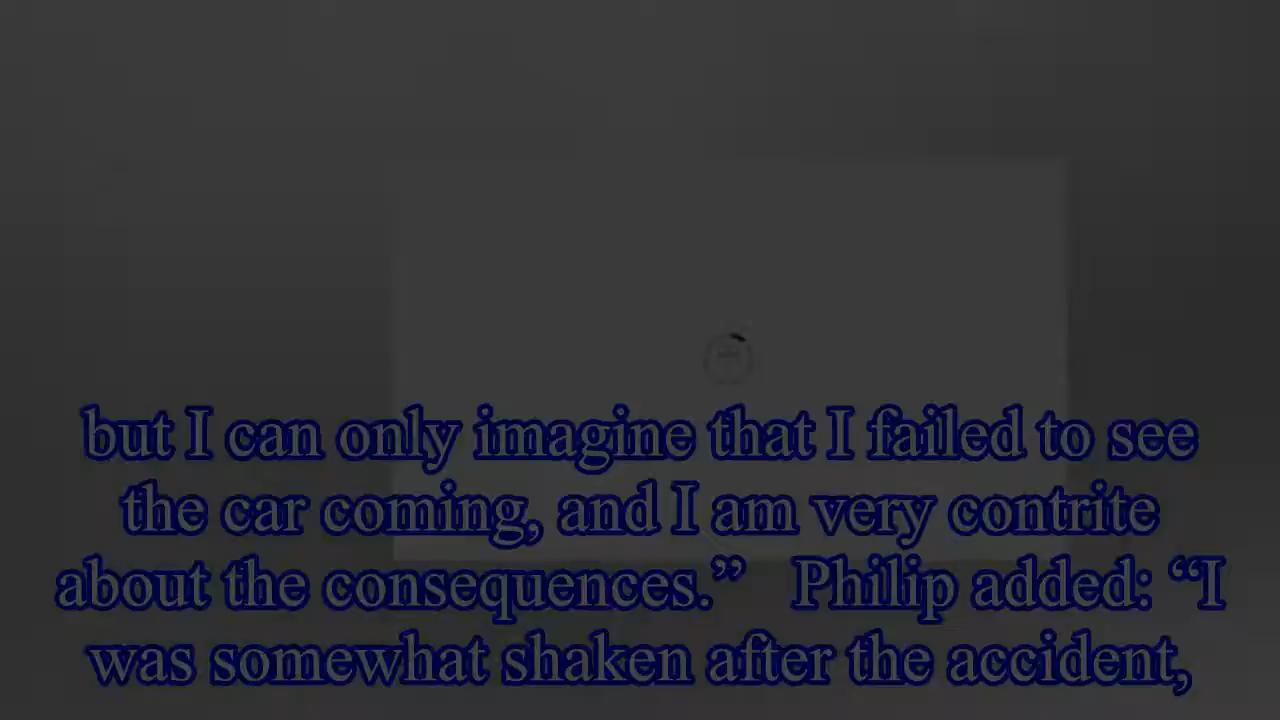 but I can only imagine that I failed to see
the car coming, and I am very contrite
about the consequences.” Philip added: “I
was somewhat shaken after the accident,